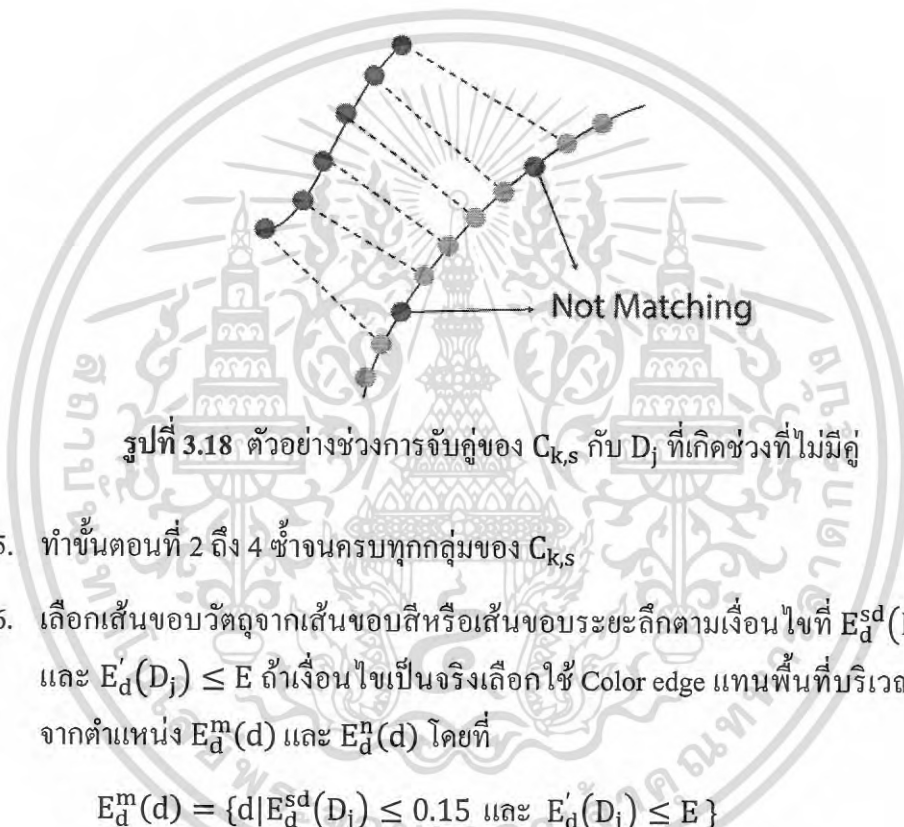 Not Matching
รูปที่ 3.18 ตัวอย่างช่วงการจับคู่ของ C_{k,s} กับ D_j ที่เกิดช่วงที่ไม่มีคู่
5. ทำขั้นตอนที่ 2 ถึง 4 ซ้ำจนครบทุกกลุ่มของ C_{k,s}
6. เลือกเส้นขอบวัตถุจากเส้นขอบสีหรือเส้นขอบระยะลึกตามเงื่อนไขที่ E_d^{sd}(
และ E'_d(D_j) ≤ E ถ้าเงื่อนไขเป็นจริงเลือกใช้ Color edge แทนพื้นที่บริเวณ
จากตำแหน่ง E_d^m(d) และ E_d^n(d) โดยที่
E_d^m(d) = {d|E_d^{sd}(D_j) ≤ 0.15 และ E'_d(D_j) ≤ E }